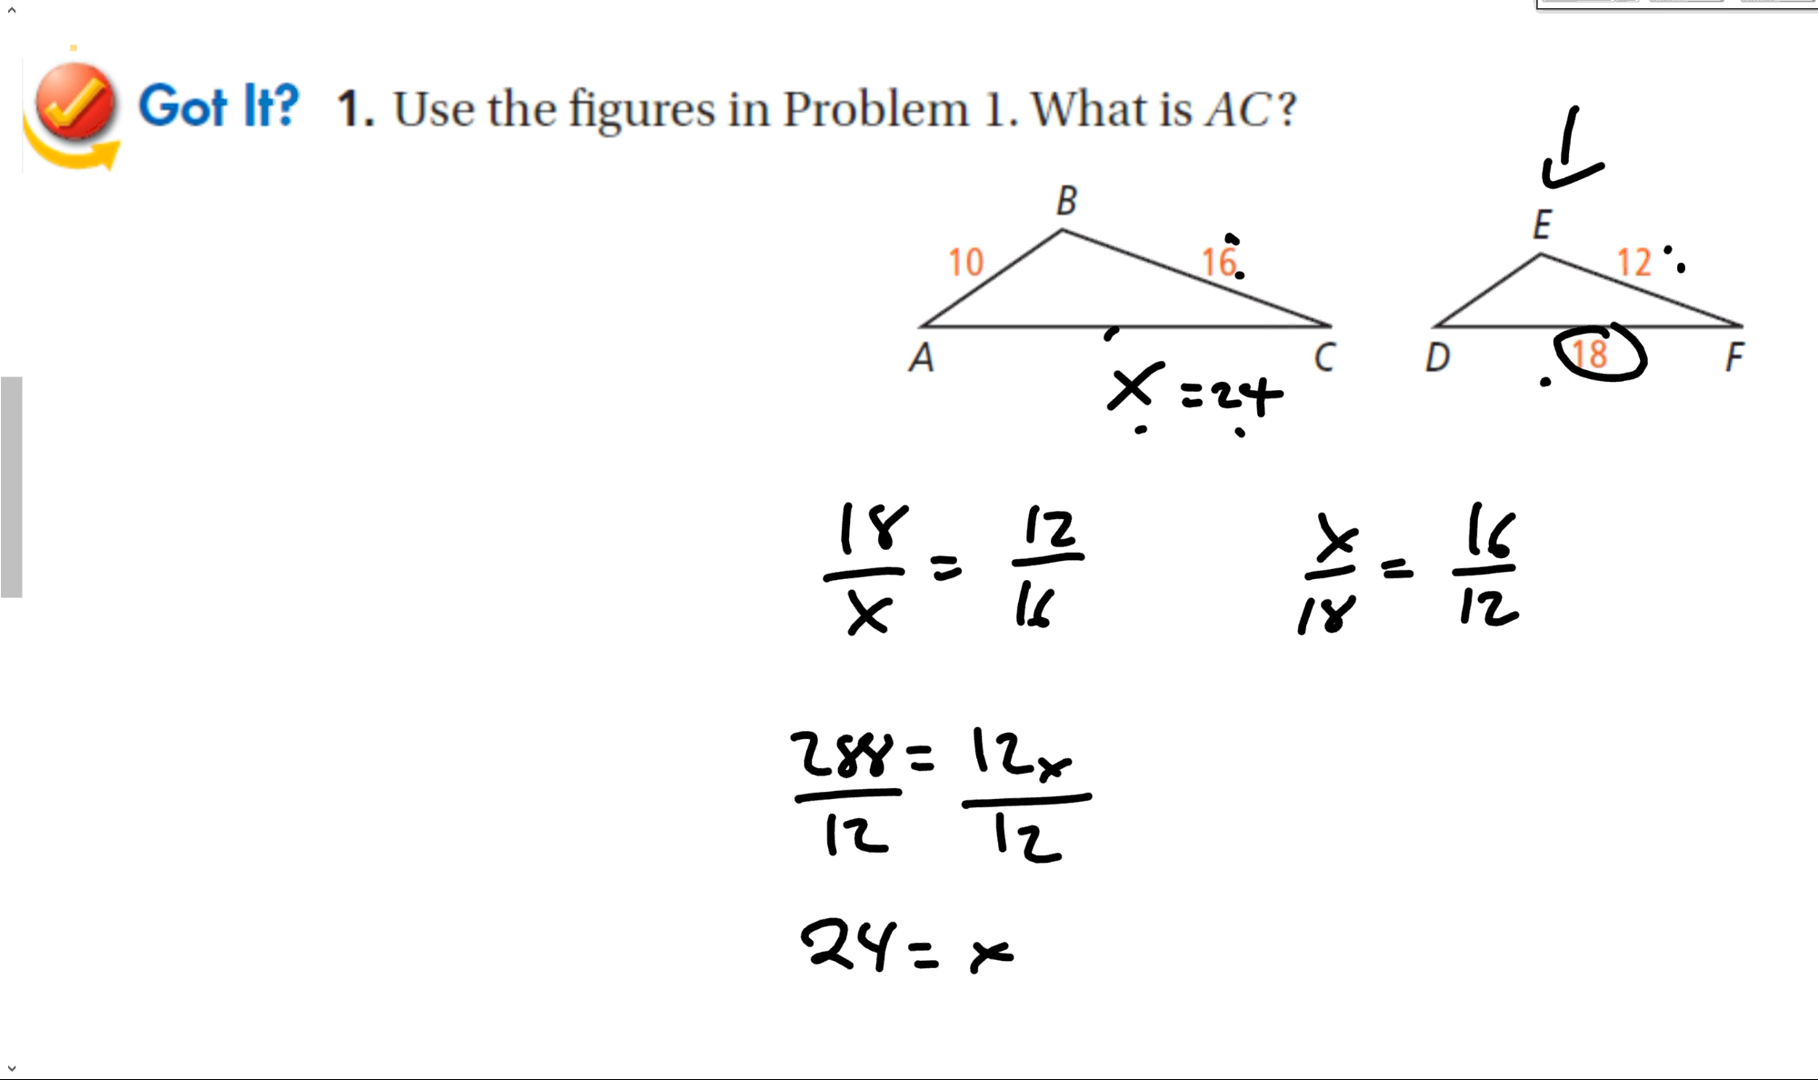 Got It? 1. Use the figures in Problem 1. What is AC?
B
E
10
16
12
A
C
D
18
F
x = 24
18/x = 12/16
x/18 = 16/12
288/12 = 12x/12
24 = x